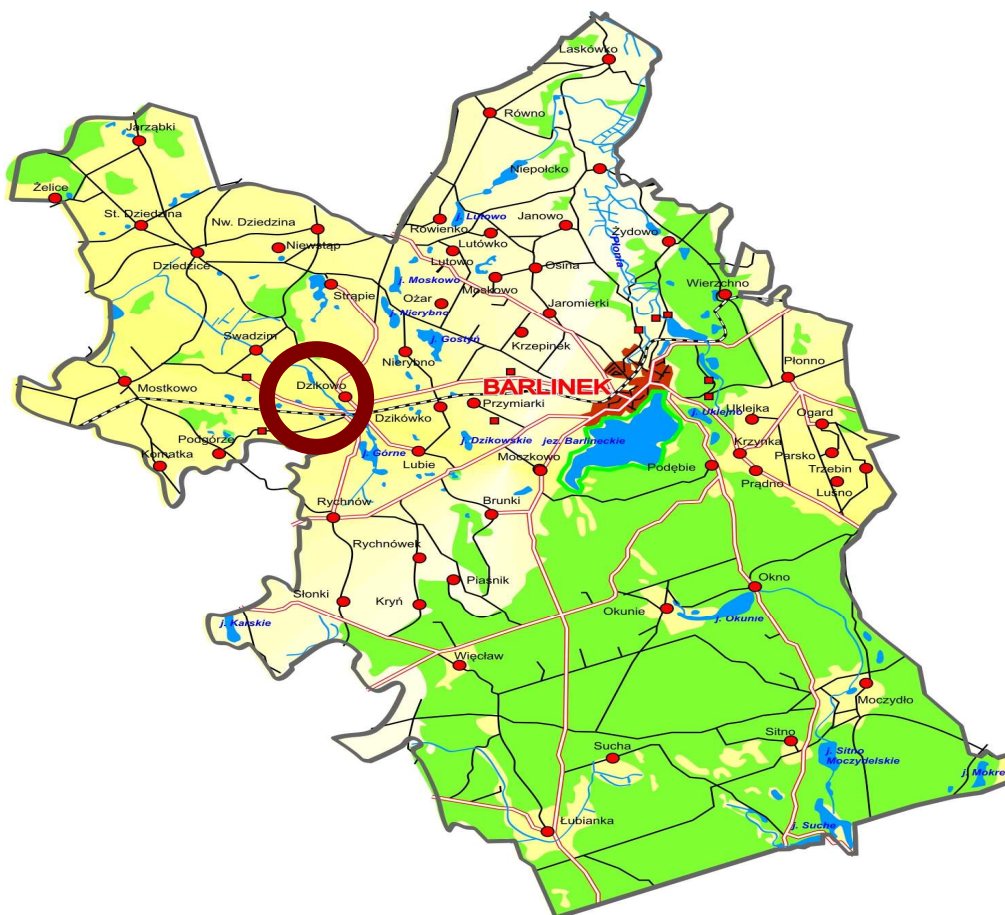 Laskówko
Równo
Jarząbki
Niepołcko
Żelice
St. Dziedzina
Nw. Dziedzina
Rówienko
j. Lutowo
Janowo
Żydowo
Płonia
Niewstąp
Lutówko
Lutowo
Dziedzice
Osina
j. Moskowo
Moskowo
Wierzchno
Strąpie
Ożar
j. Nierybno
Jaromierki
Swadzim
j. Gostyń
Krzepinek
Nierybno
Płonno
Mostkowo
Dzikowo
BARLINEK
Przymiarki
Dzikówko
j. Uklejno
Uklejka
Ogard
Podgórze
j. Dzikowskie
jez. Barlineckie
Krzynka
Parsko
Komatka
j. Górne
Lubie
Moczkowo
Podębie
Trzebin
Prądno
Luśno
Rychnów
Brunki
Rychnówek
Piasnik
Okno
Słonki
Kryń
Okunie
j. Okunie
j. Karskie
Więcław
Moczydło
Sucha
Sitno
j. Sitno
Moczydelskie
j. Mokre
Łubianka
j. Suche